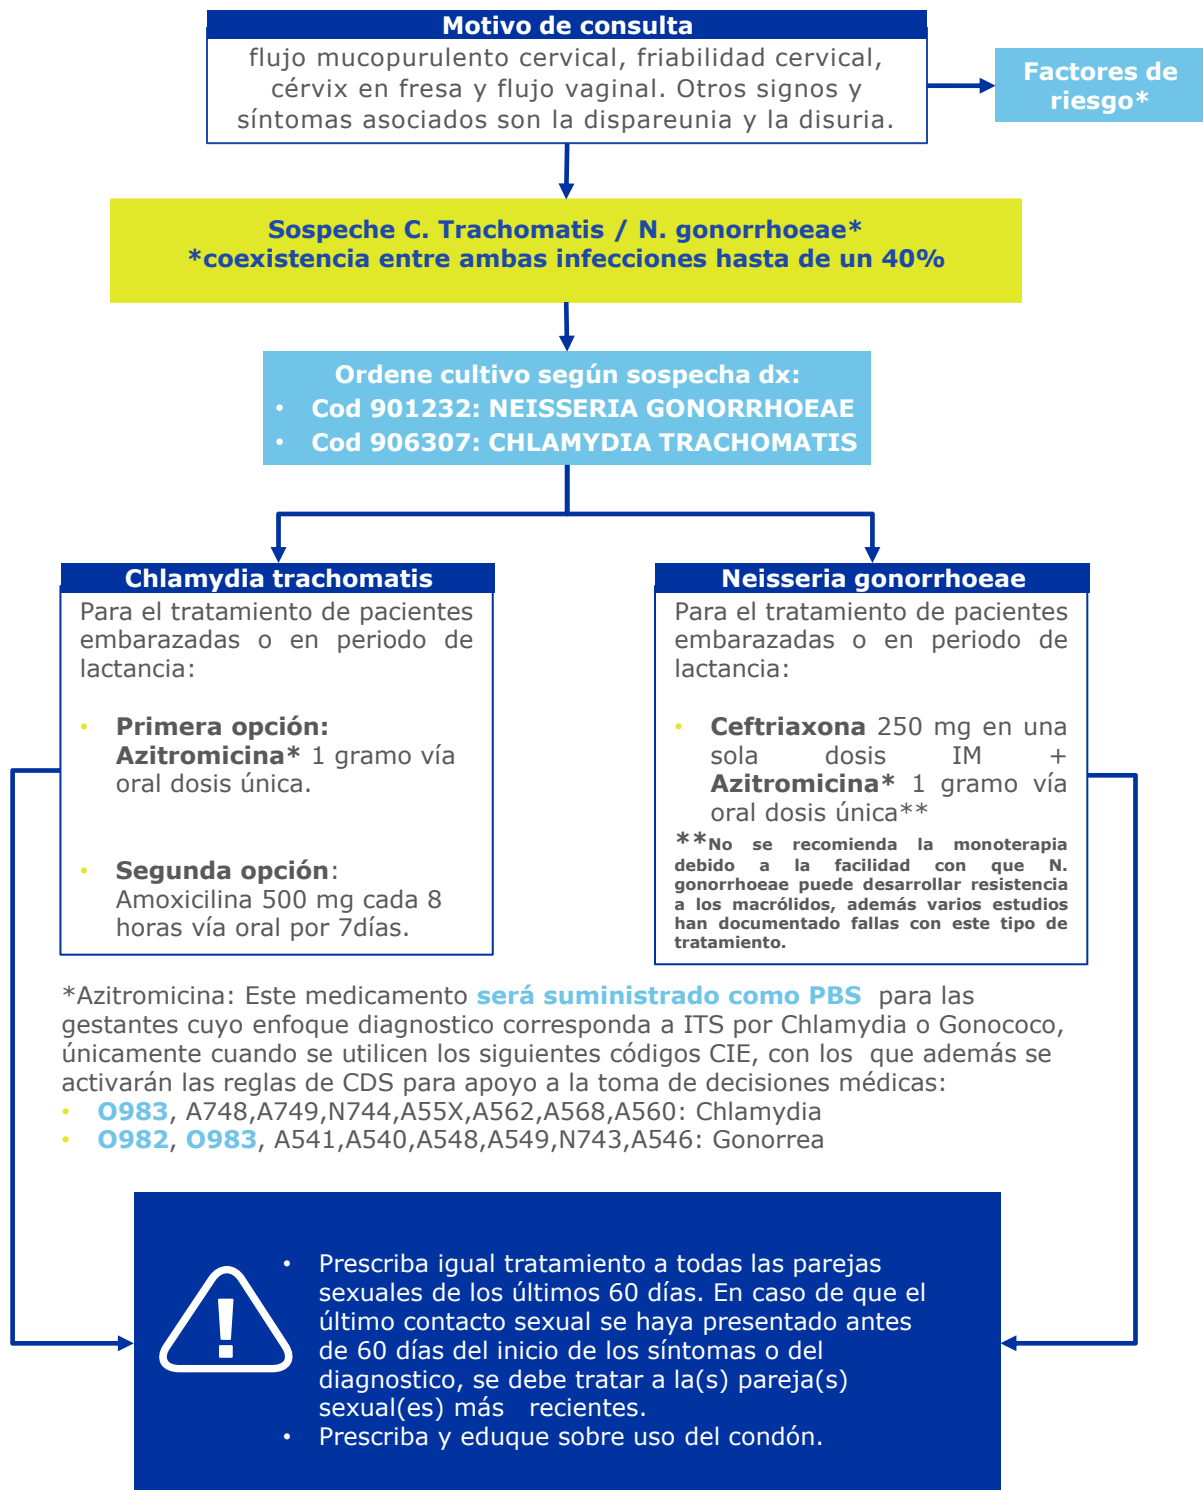 Motivo de consulta
flujo mucopurulento cervical, friabilidad cervical,
cérvix en fresa y flujo vaginal. Otros signos y
síntomas asociados son la dispareunia y la disuria.
Factores de
riesgo*
Sospeche C. Trachomatis / N. gonorrhoeae*
*coexistencia entre ambas infecciones hasta de un 40%
Ordene cultivo según sospecha dx:
• Cod 901232: NEISSERIA GONORRHOEAE
• Cod 906307: CHLAMYDIA TRACHOMATIS
Chlamydia trachomatis
Para el tratamiento de pacientes
embarazadas o en periodo de
lactancia:
• Primera opción:
Azitromicina* 1 gramo vía
oral dosis única.
• Segunda opción:
Amoxicilina 500 mg cada 8
horas vía oral por 7días.
Neisseria gonorrhoeae
Para el tratamiento de pacientes
embarazadas o en periodo de
lactancia:
• Ceftriaxona 250 mg en una
sola dosis IM +
Azitromicina* 1 gramo vía
oral dosis única**
**No se recomienda la monoterapia
debido a la facilidad con que N.
gonorrhoeae puede desarrollar resistencia
a los macrólidos, además varios estudios
han documentado fallas con este tipo de
tratamiento.
*Azitromicina: Este medicamento será suministrado como PBS para las
gestantes cuyo enfoque diagnostico corresponda a ITS por Chlamydia o Gonococo,
únicamente cuando se utilicen los siguientes códigos CIE, con los que además se
activarán las reglas de CDS para apoyo a la toma de decisiones médicas:
• O983, A748,A749,N744,A55X,A562,A568,A560: Chlamydia
• O982, O983, A541,A540,A548,A549,N743,A546: Gonorrea
• Prescriba igual tratamiento a todas las parejas
sexuales de los últimos 60 días. En caso de que el
último contacto sexual se haya presentado antes
de 60 días del inicio de los síntomas o del
diagnostico, se debe tratar a la(s) pareja(s)
sexual(es) más recientes.
• Prescriba y eduque sobre uso del condón.